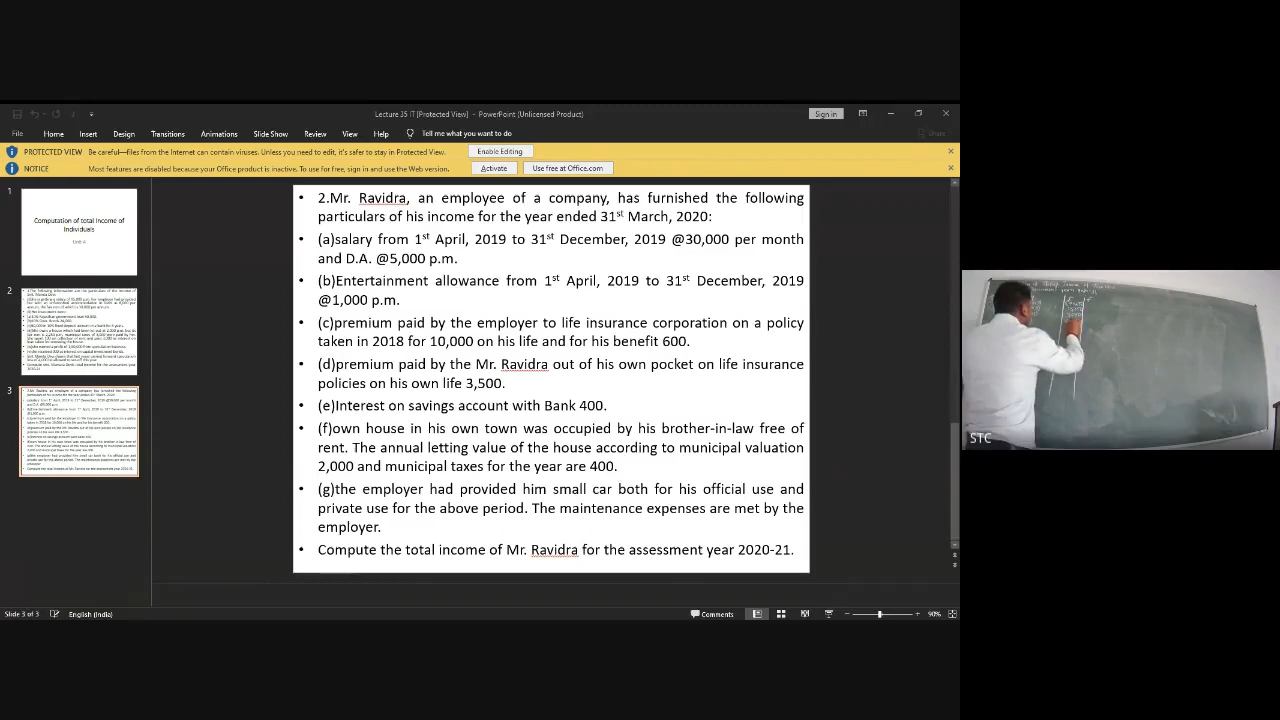 Lecture 35 IT [Protected View] - PowerPoint (Unlicensed Product)
Sign in
File Home Insert Design Transitions Animations Slide Show Review View Help Tell me what you want to do
Share
PROTECTED VIEW Be careful—files from the Internet can contain viruses. Unless you need to edit, it's safer to stay in Protected View. Enable Editing
NOTICE Most features are disabled because your Office product is inactive. To use for free, sign in and use the Web version. Activate Use free at Office.com
1
Computation of total Income of
Individuals
Unit-4
2
3
• 2.Mr. Ravidra, an employee of a company, has furnished the following
particulars of his income for the year ended 31st March, 2020:
• (a)salary from 1st April, 2019 to 31st December, 2019 @30,000 per month
and D.A. @5,000 p.m.
• (b)Entertainment allowance from 1st April, 2019 to 31st December, 2019
@1,000 p.m.
• (c)premium paid by the employer to life insurance corporation on a policy
taken in 2018 for 10,000 on his life and for his benefit 600.
• (d)premium paid by the Mr. Ravidra out of his own pocket on life insurance
policies on his own life 3,500.
• (e)Interest on savings account with Bank 400.
• (f)own house in his own town was occupied by his brother-in-law free of
rent. The annual letting value of the house according to municipal valuation
2,000 and municipal taxes for the year are 400.
• (g)the employer had provided him small car both for his official use and
private use for the above period. The maintenance expenses are met by the
employer.
• Compute the total income of Mr. Ravidra for the assessment year 2020-21.
STC
Slide 3 of 3 English (India) Comments 90%